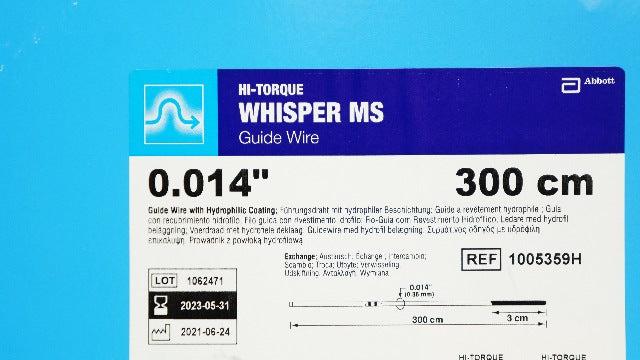 HI-TORQUE
WHISPER MS
Guide Wire
Abbott
0.014" 300 cm
Guide Wire with Hydrophilic Coating; Führungsdraht mit hydrophiler Beschichtung; Guide à revêtement hydrophile; Guía
con recubrimiento hidrófilo; Filo guida con rivestimento idrofilo; Fio-Guia com Revestimento Hidrofílico; Ledare med hydrofil
beläggning; Voerdraad met hydrofiele deklaag; Guidewire med hydrofil belægning; Συρμάτινος οδηγός με υδρόφιλη
επικάλυψη; Prowadnik z powłoką hydrofilową
Exchange; Austausch; Échange; Intercambio;
Scambio; Troca; Utbyte; Verwisseling;
Udskiftning; Ανταλλαγή; Wymiana
REF 1005359H
LOT 1062471
2023-05-31
2021-06-24
0.014"
(0.36 mm)
300 cm
3 cm
HI-TORQUE HI-TORQUE